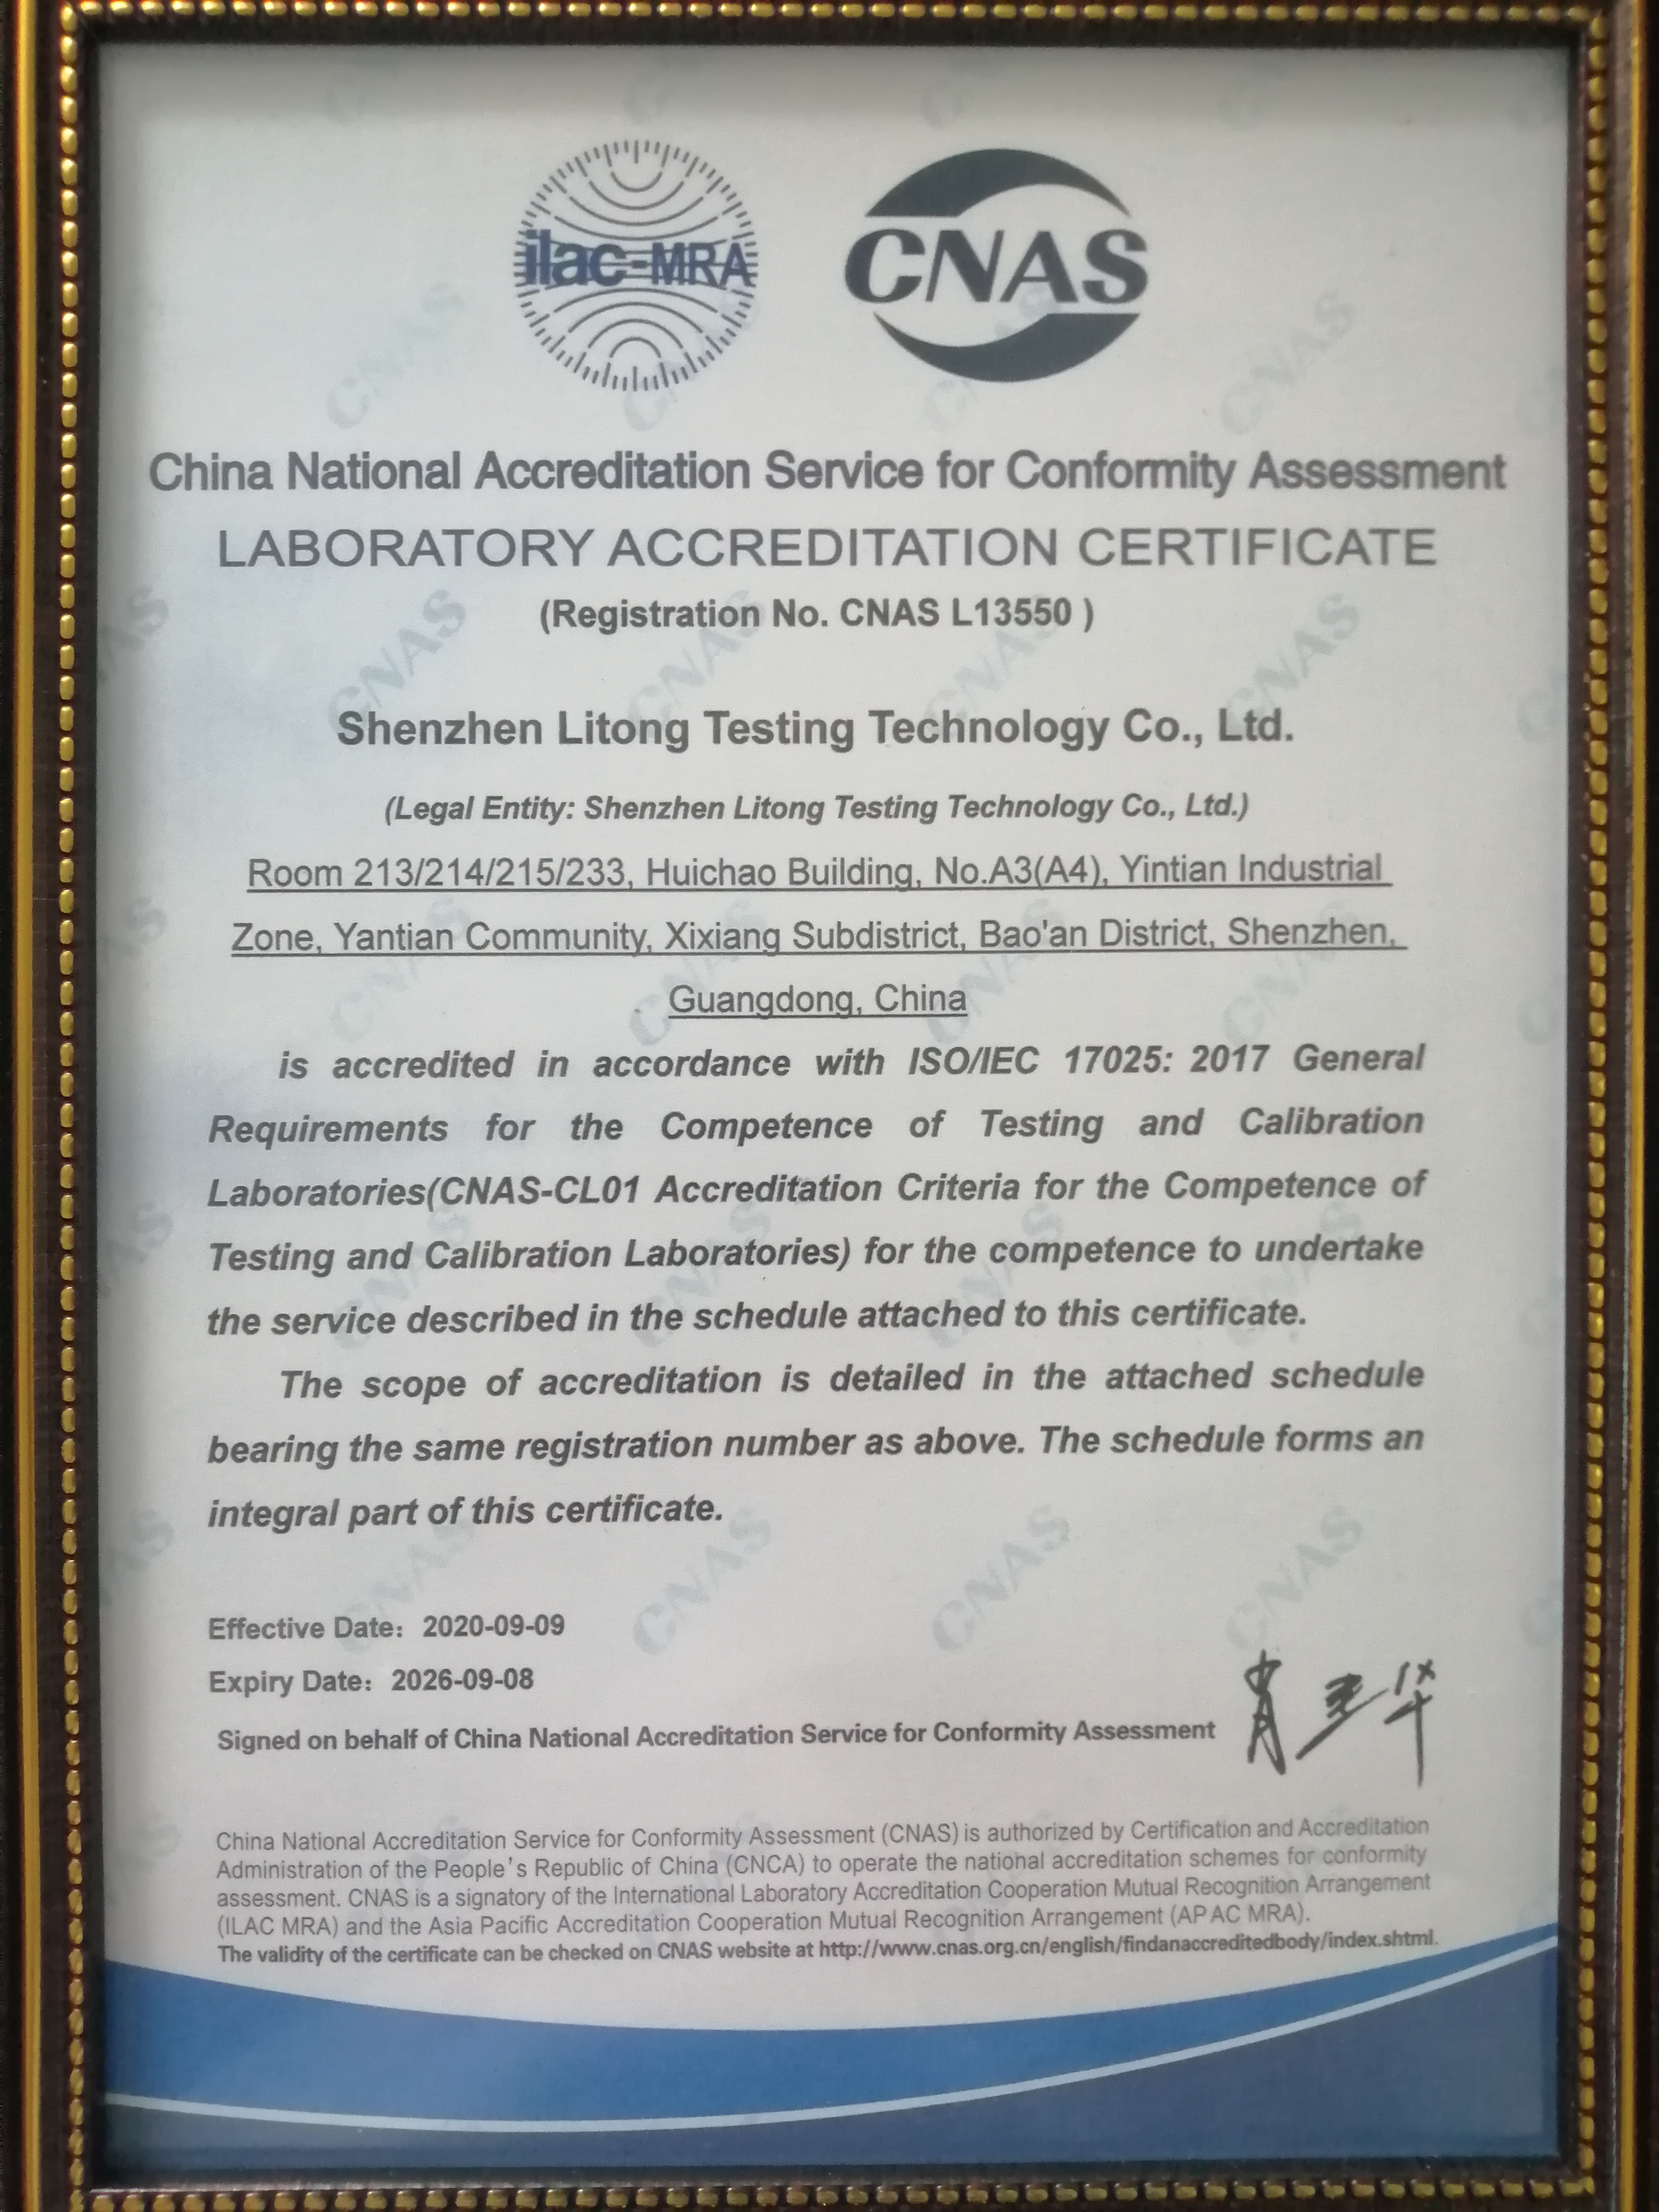 ilac-MRA
CNAS
China National Accreditation Service for Conformity Assessment
LABORATORY ACCREDITATION CERTIFICATE
(Registration No. CNAS L13550 )
Shenzhen Litong Testing Technology Co., Ltd.
(Legal Entity: Shenzhen Litong Testing Technology Co., Ltd.)
Room 213/214/215/233, Huichao Building, No.A3(A4), Yintian Industrial
Zone, Yantian Community, Xixiang Subdistrict, Bao'an District, Shenzhen,
Guangdong, China
is accredited in accordance with ISO/IEC 17025: 2017 General
Requirements for the Competence of Testing and Calibration
Laboratories(CNAS-CL01 Accreditation Criteria for the Competence of
Testing and Calibration Laboratories) for the competence to undertake
the service described in the schedule attached to this certificate.
The scope of accreditation is detailed in the attached schedule
bearing the same registration number as above. The schedule forms an
integral part of this certificate.
Effective Date: 2020-09-09
Expiry Date: 2026-09-08
Signed on behalf of China National Accreditation Service for Conformity Assessment
China National Accreditation Service for Conformity Assessment (CNAS) is authorized by Certification and Accreditation
Administration of the People's Republic of China (CNCA) to operate the national accreditation schemes for conformity
assessment. CNAS is a signatory of the International Laboratory Accreditation Cooperation Mutual Recognition Arrangement
(ILAC MRA) and the Asia Pacific Accreditation Cooperation Mutual Recognition Arrangement (APAC MRA).
The validity of the certificate can be checked on CNAS website at http://www.cnas.org.cn/english/findanaccreditedbody/index.shtml.